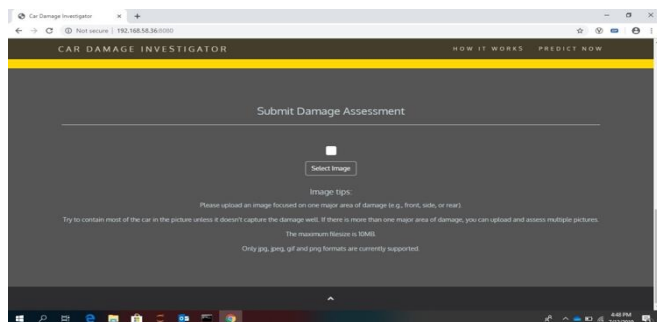 Car Damage Investigator
Not secure | 192.168.58.36:8080
CAR DAMAGE INVESTIGATOR
HOW IT WORKS PREDICT NOW
Submit Damage Assessment
Select Image
Image tips:
Please upload an image focused on one major area of damage (e.g., front, side, or rear).
Try to contain most of the car in the picture unless it doesn't capture the damage well. If there is more than one major area of damage, you can upload and assess multiple pictures.
The maximum filesize is 10MB.
Only jpg, jpeg, gif and png formats are currently supported.
4:48 PM